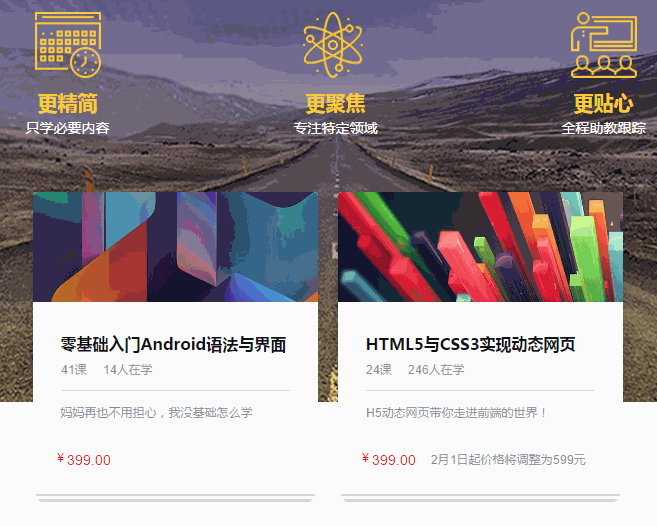 更精简 更聚焦 更贴心
只学必要内容 专注特定领域 全程助教跟踪
零基础入门Android语法与界面
41课 14人在学
妈妈再也不用担心，我没基础怎么学
¥ 399.00
HTML5与CSS3实现动态网页
24课 246人在学
H5动态网页带你走进前端的世界！
¥ 399.00 2月1日起价格将调整为599元